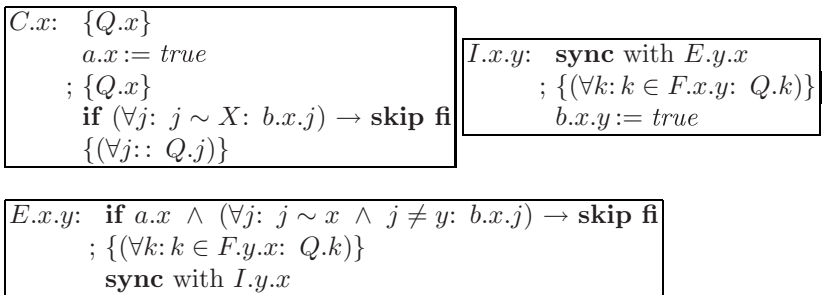 C.x: {Q.x}
a.x := true
; {Q.x}
if (∀j: j ∼ X: b.x.j) → skip fi
{(∀j:: Q.j)}
I.x.y: sync with E.y.x
; {(∀k: k ∈ F.x.y: Q.k)}
b.x.y := true
E.x.y: if a.x ∧ (∀j: j ∼ x ∧ j ≠ y: b.x.j) → skip fi
; {(∀k: k ∈ F.y.x: Q.k)}
sync with I.y.x